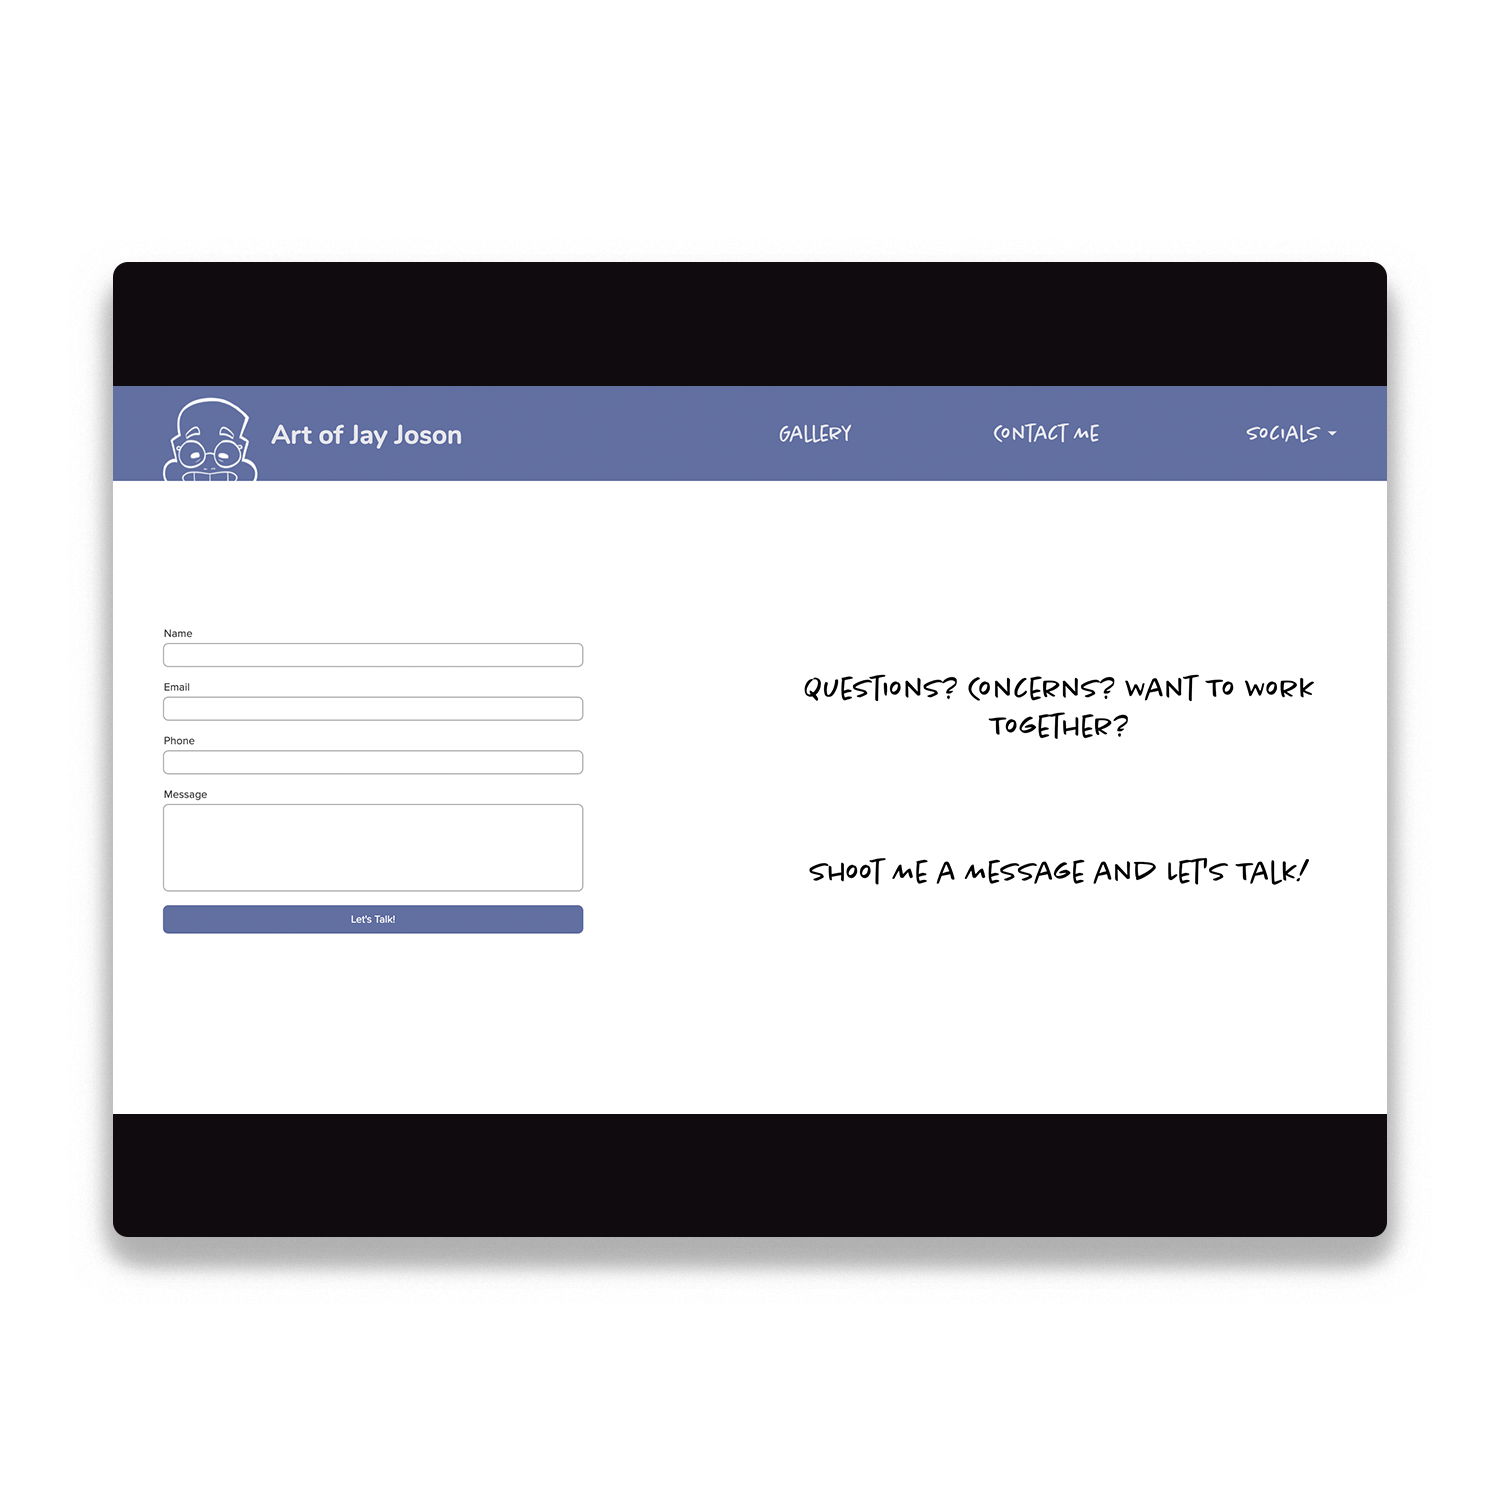 Art of Jay Joson
GALLERY
CONTACT ME
SOCIALS
Name
Email
Phone
Message
Let's Talk!
QUESTIONS? CONCERNS? WANT TO WORK
TOGETHER?
SHOOT ME A MESSAGE AND LET'S TALK!